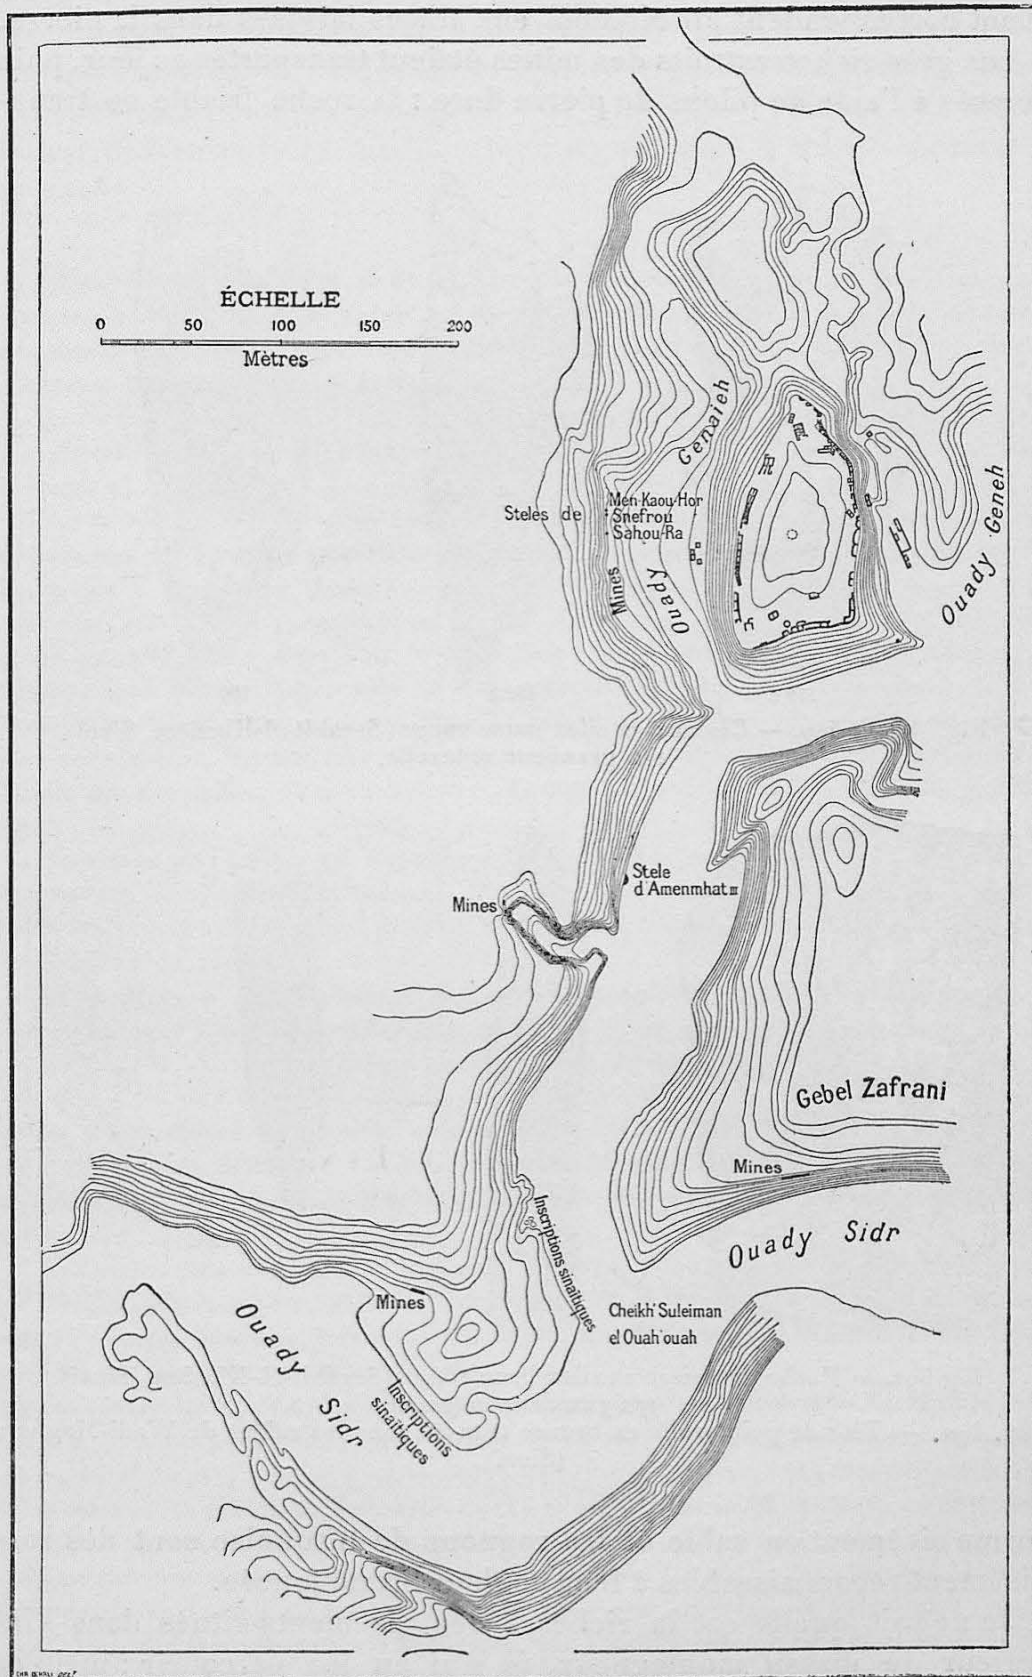 ÉCHELLE
0 50 100 150 200
Mètres
Genaieh
Steles de
Men-Kaou-Hor
Snefrou
Sahou-Ra
Mines
Ouady
Ouady Geneh
Stele
d'Amenmhat III
Mines
Gebel Zafrani
Mines
Inscriptions sinaïtiques
Ouady Sidr
Mines
Cheikh Suleiman
el Ouah'ouah
Ouady
Sidr
Inscriptions
sinaïtiques